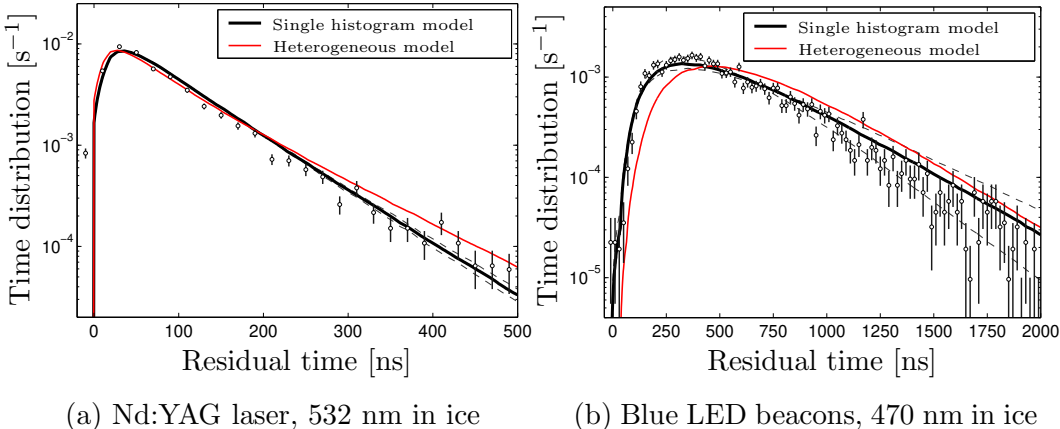 Single histogram model
Heterogeneous model
10⁻²
10⁻³
10⁻⁴
Time distribution [s⁻¹]
0 100 200 300 400 500
Residual time [ns]
(a) Nd:YAG laser, 532 nm in ice
Single histogram model
Heterogeneous model
10⁻³
10⁻⁴
10⁻⁵
Time distribution [s⁻¹]
0 250 500 750 1000 1250 1500 1750 2000
Residual time [ns]
(b) Blue LED beacons, 470 nm in ice